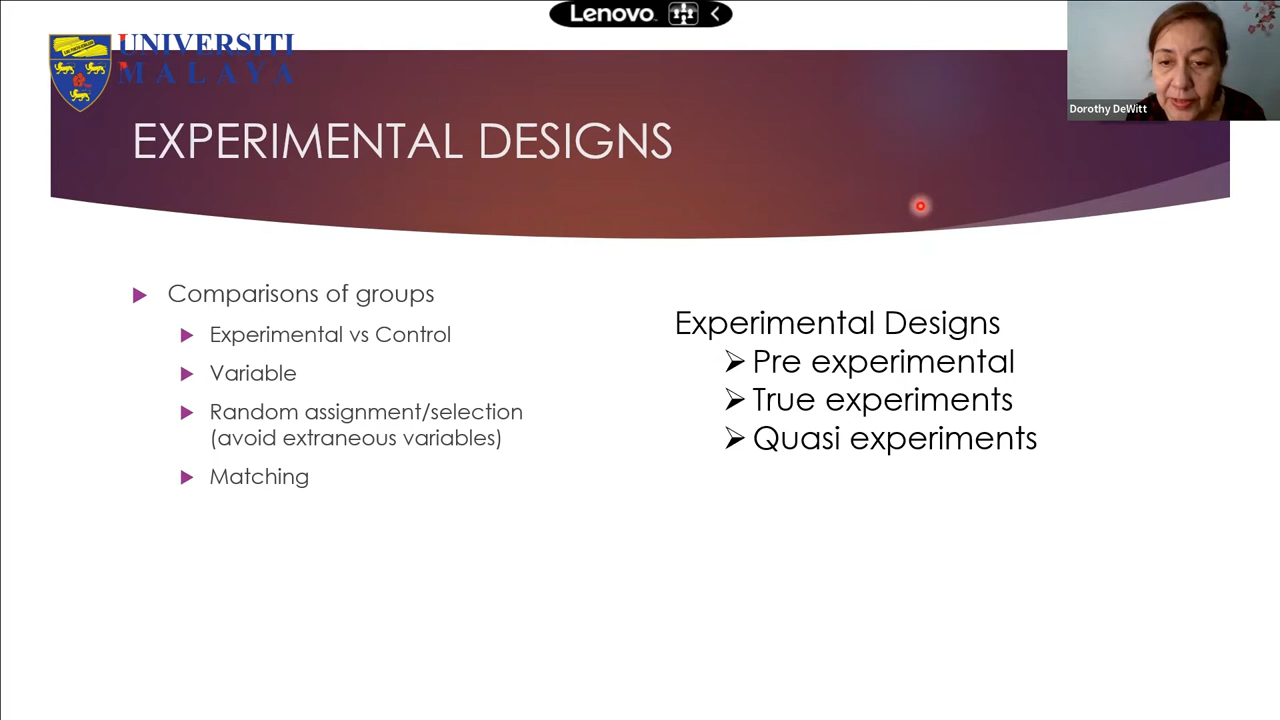 Lenovo
UNIVERSITI
MALAYA
Dorothy DeWitt
EXPERIMENTAL DESIGNS
Comparisons of groups
Experimental vs Control
Variable
Random assignment/selection
(avoid extraneous variables)
Matching
Experimental Designs
Pre experimental
True experiments
Quasi experiments